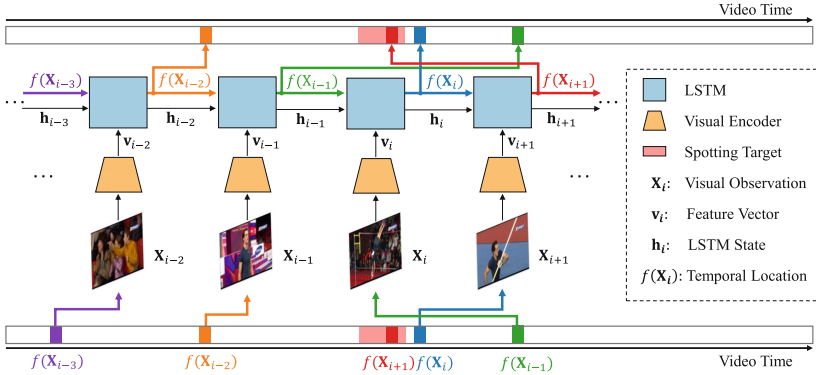 Video Time
f(X_{i−3}) f(X_{i−2}) f(X_{i−1}) f(X_i) f(X_{i+1})
... h_{i−3} h_{i−2} h_{i−1} h_i h_{i+1} ...
v_{i−2} v_{i−1} v_i v_{i+1}
... ...
X_{i−2} X_{i−1} X_i X_{i+1}
f(X_{i−3}) f(X_{i−2}) f(X_{i+1}) f(X_i) f(X_{i−1})
Video Time
LSTM
Visual Encoder
Spotting Target
X_i: Visual Observation
v_i: Feature Vector
h_i: LSTM State
f(X_i): Temporal Location